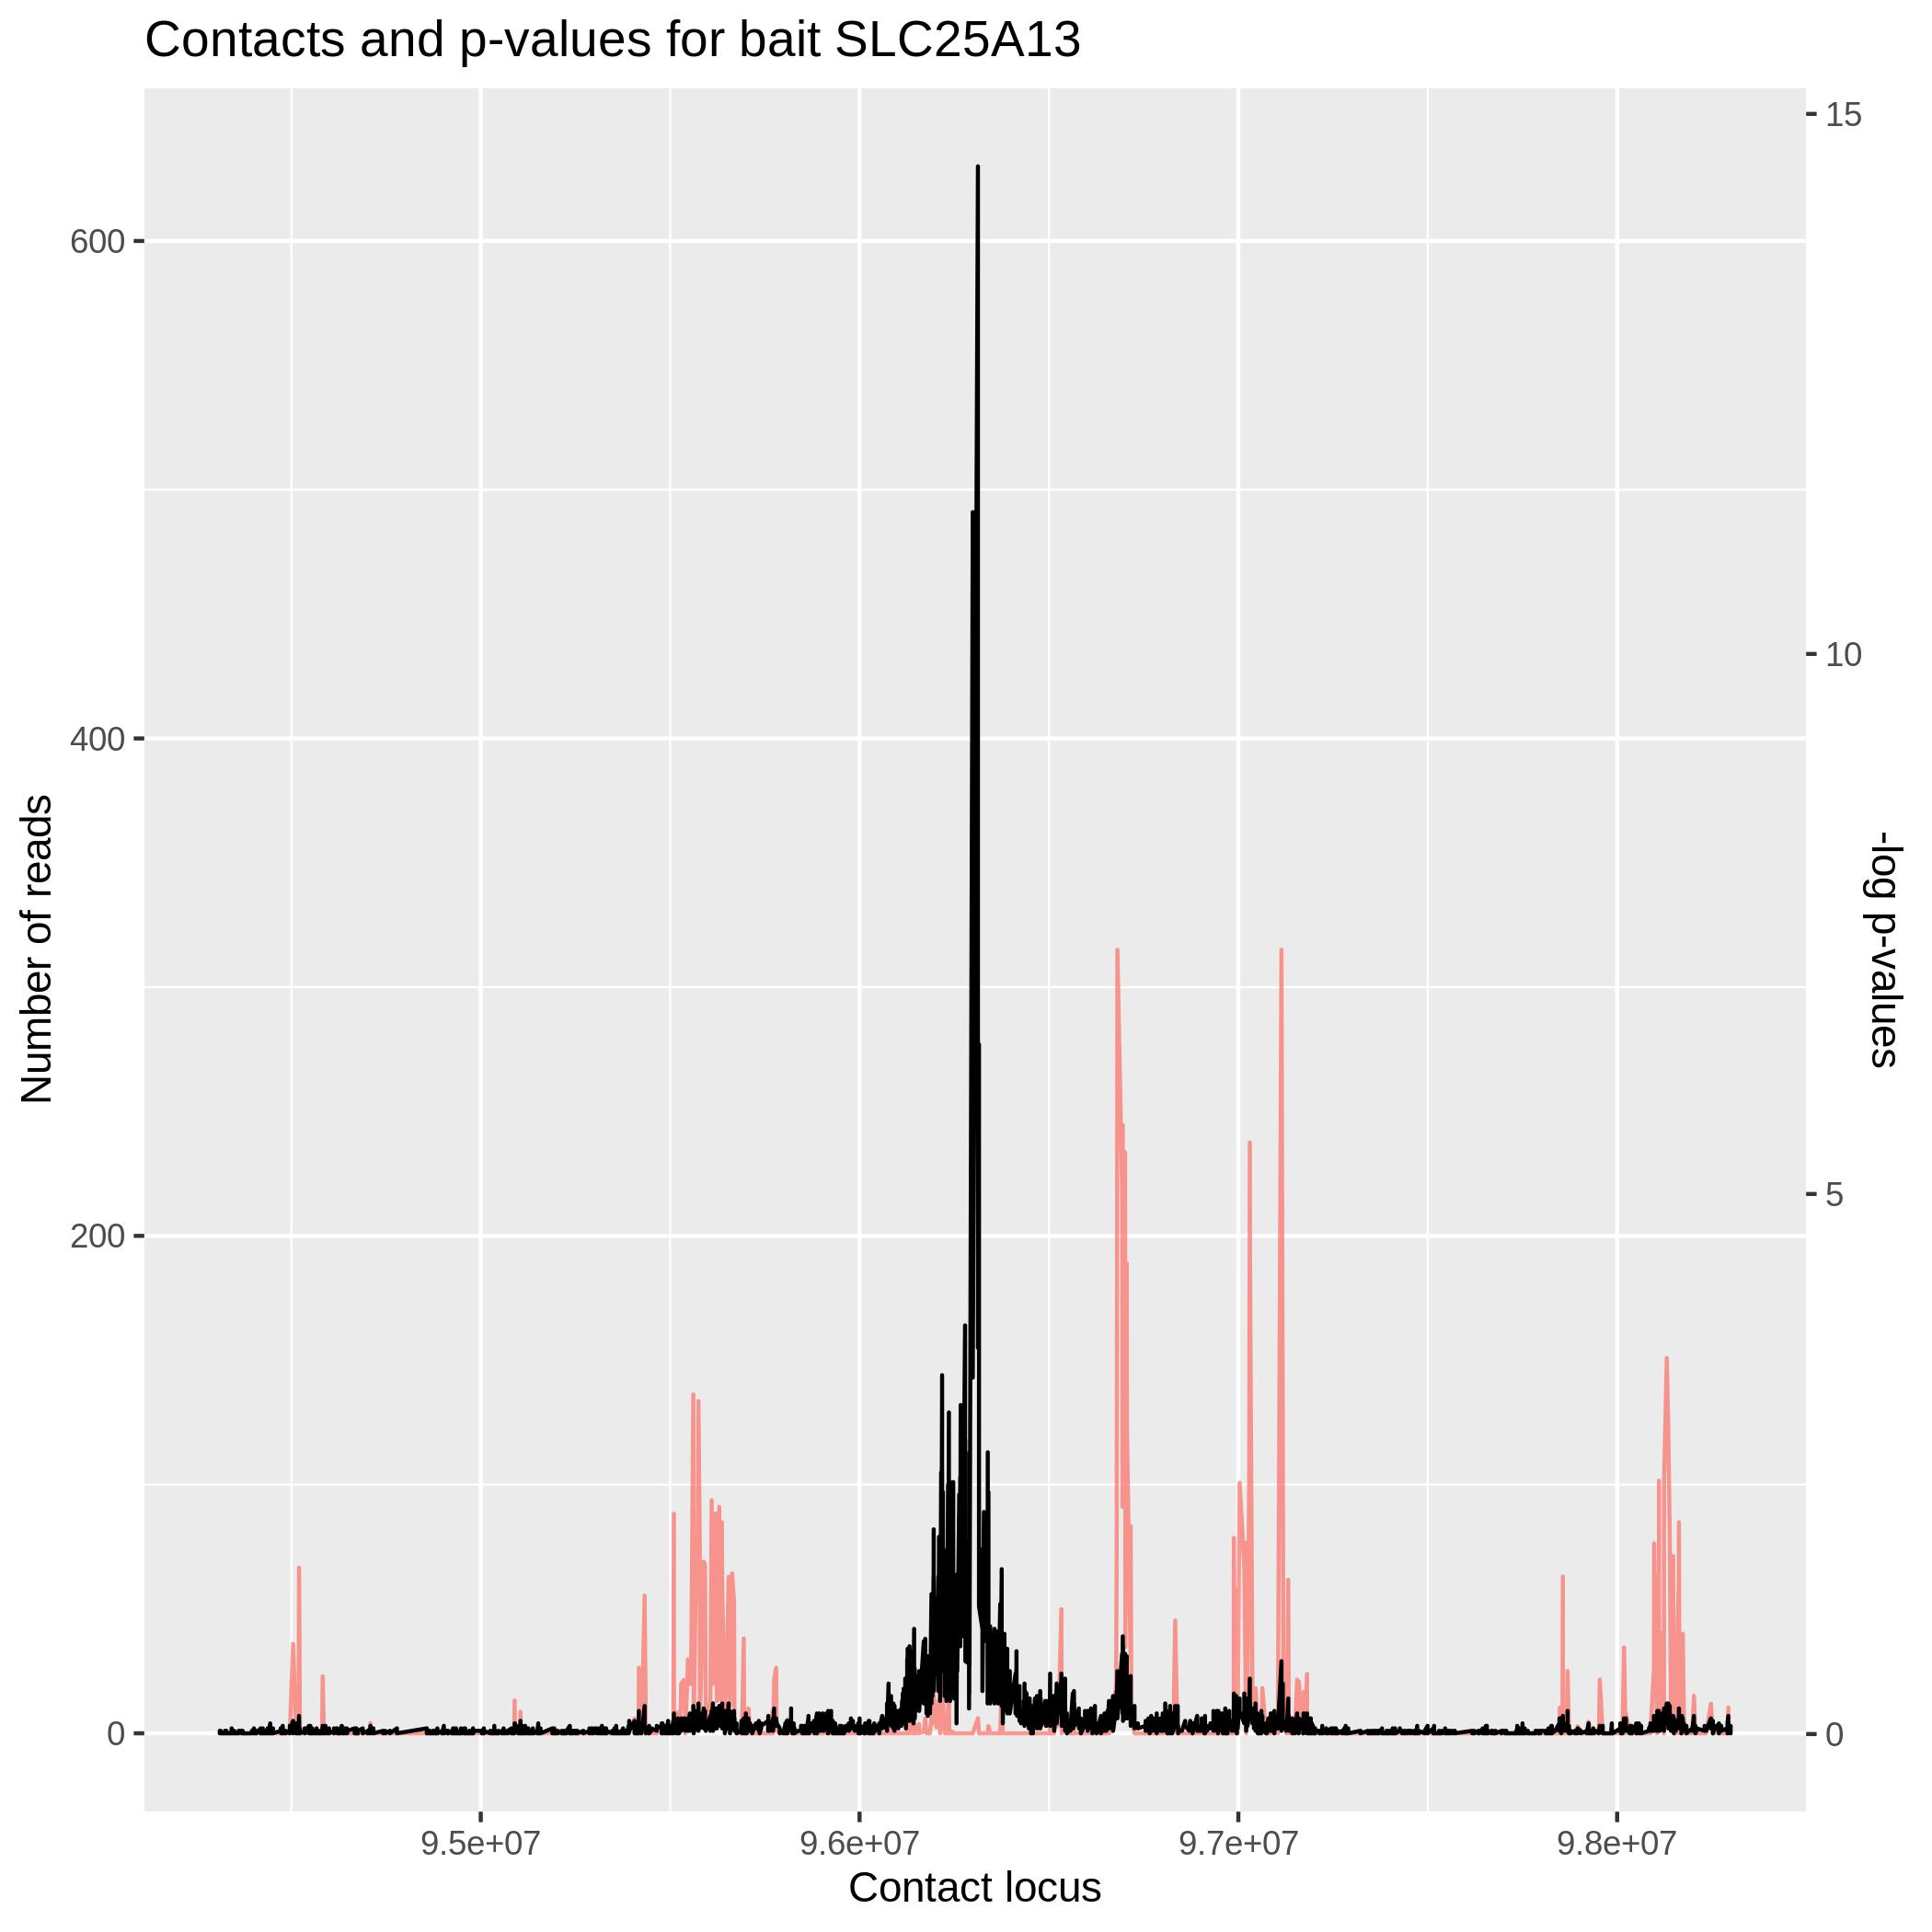 Contacts and p-values for bait SLC25A13
15
600
10
400
Number of reads
-log p-values
5
200
0
0
9.5e+07
9.6e+07
9.7e+07
9.8e+07
Contact locus